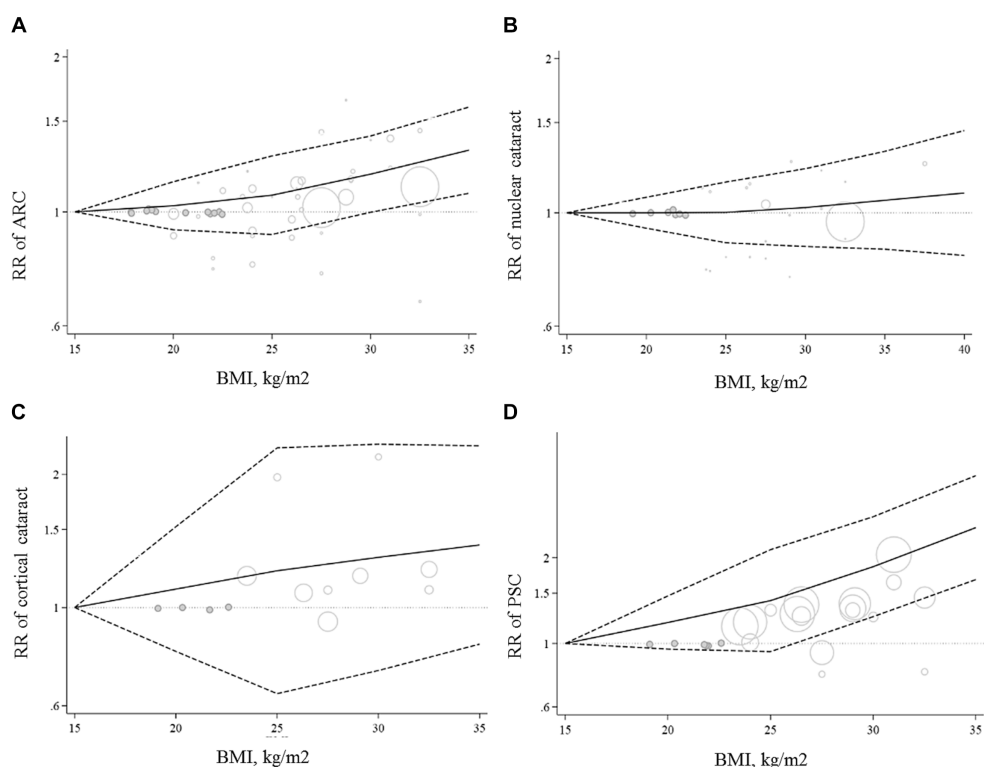 A
RR of ARC
2
1.5
1
.6
15 20 25 30 35
BMI, kg/m2
B
RR of nuclear cataract
2
1.5
1
.6
15 20 25 30 35 40
BMI, kg/m2
C
RR of cortical cataract
2
1.5
1
.6
15 20 25 30 35
BMI, kg/m2
D
RR of PSC
2
1.5
1
.6
15 20 25 30 35
BMI, kg/m2